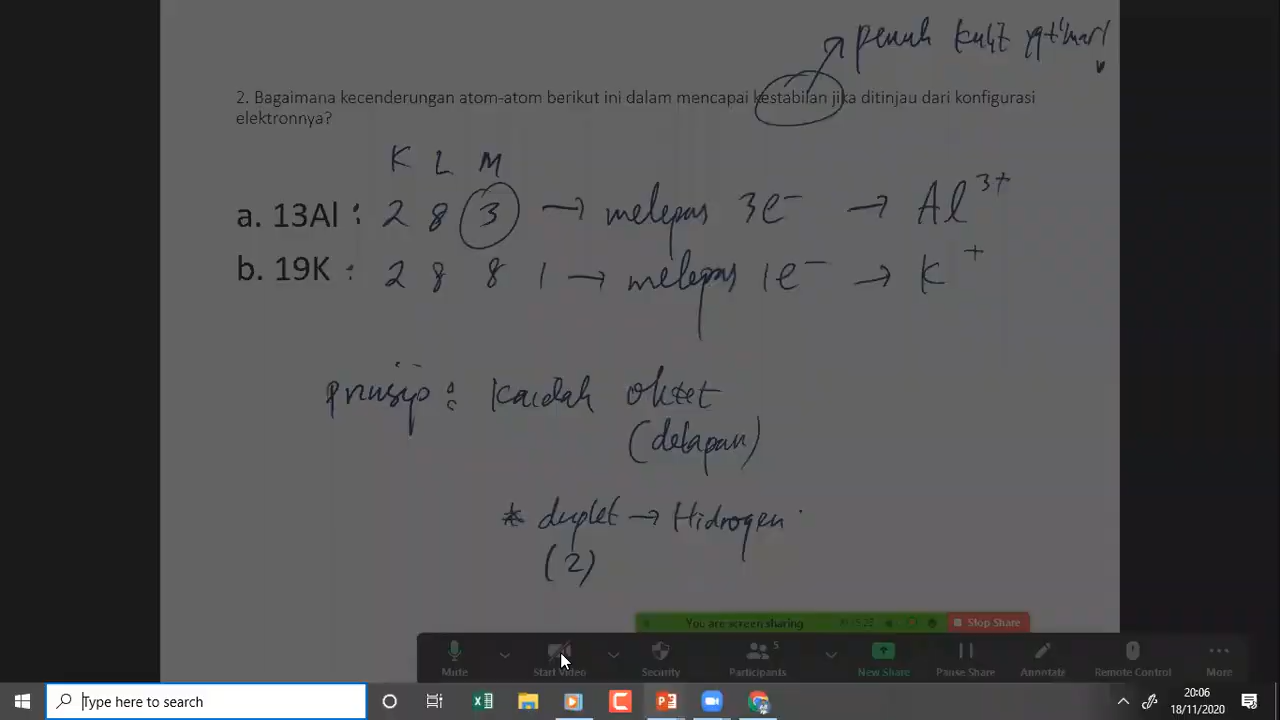 penuh kulit
2. Bagaimana kecenderungan atom-atom berikut ini dalam mencapai kestabilan jika ditinjau dari konfigurasi
elektronnya?
K L M
a. 13Al : 2 8 3 → melepas 3e⁻ → Al³⁺
b. 19K : 2 8 8 1 → melepas 1e⁻ → K⁺
prinsip : Kaidah oktet
(delapan)
* duplet → Hidrogen
(2)
You are screen sharing
Stop Share
Mute
Start Video
Security
Participants
5
New Share
Pause Share
Annotate
Remote Control
More
Type here to search
20:06
18/11/2020